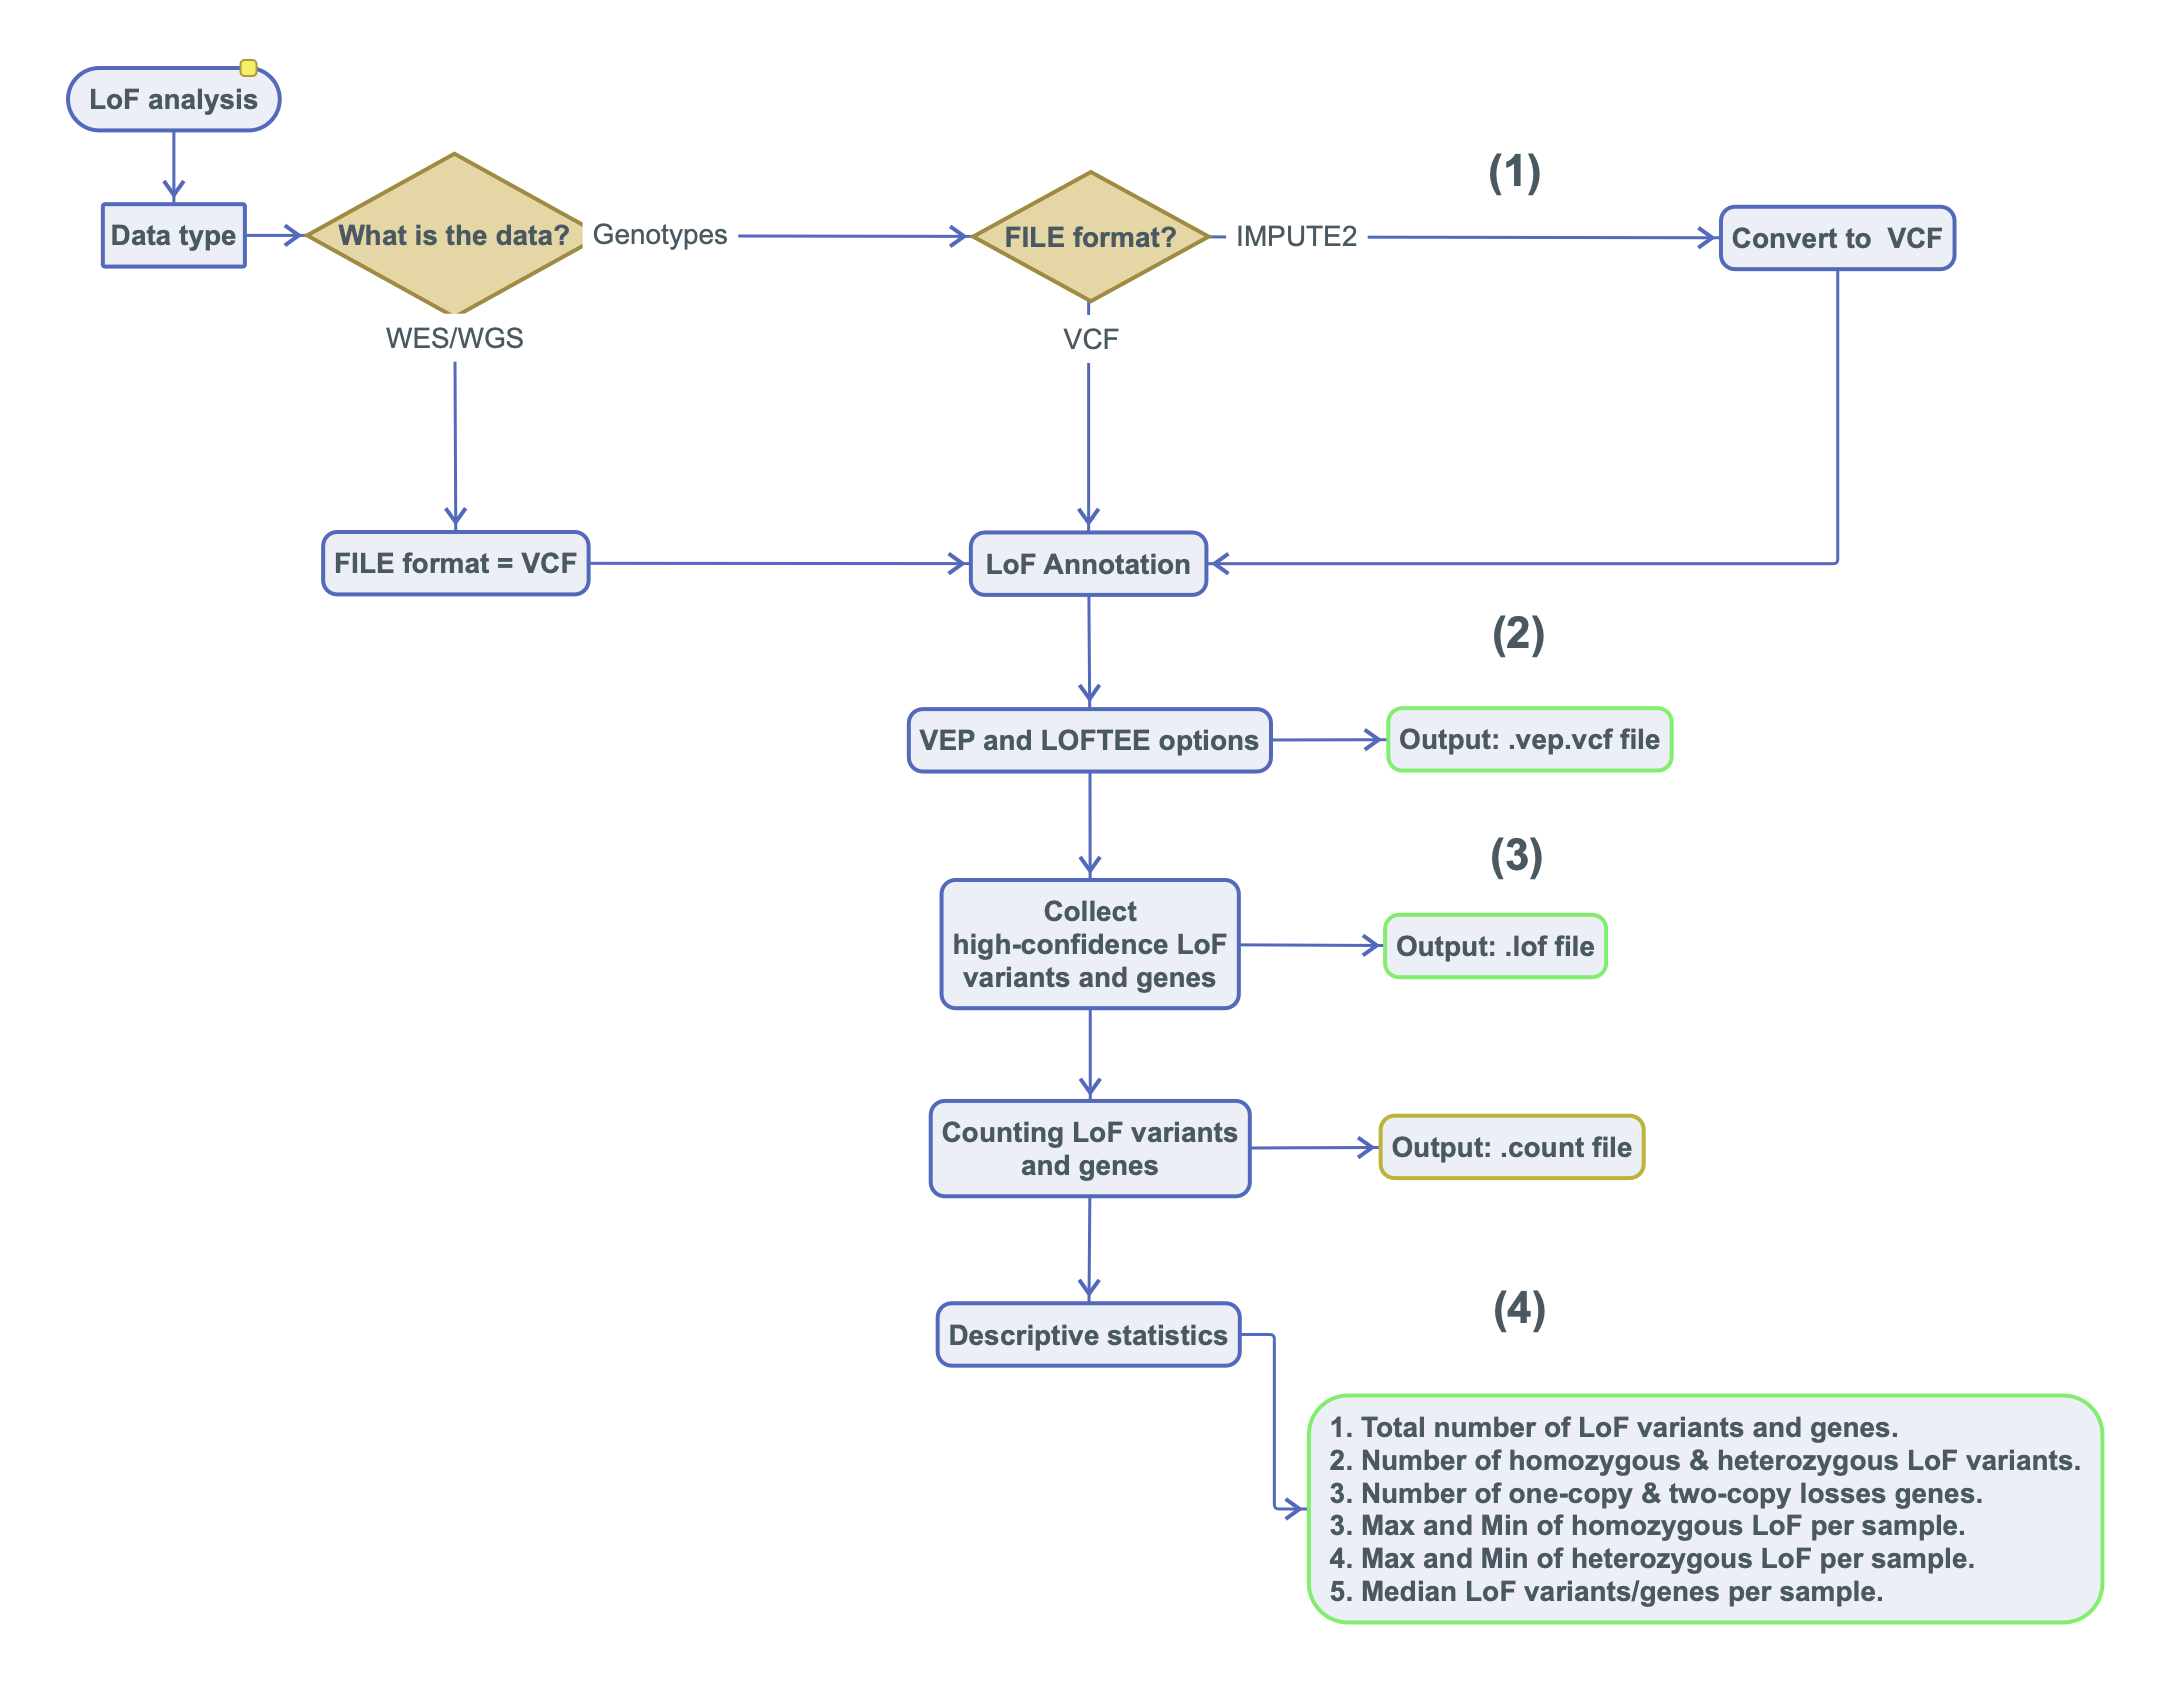 LoF analysis
(1)
Data type
What is the data?
Genotypes
FILE format?
IMPUTE2
Convert to  VCF
WES/WGS
VCF
FILE format = VCF
LoF Annotation
(2)
VEP and LOFTEE options
Output: .vep.vcf file
(3)
Collect
high-confidence LoF
variants and genes
Output: .lof file
Counting LoF variants
and genes
Output: .count file
(4)
Descriptive statistics
1. Total number of LoF variants and genes.
2. Number of homozygous & heterozygous LoF variants.
3. Number of one-copy & two-copy losses genes.
3. Max and Min of homozygous LoF per sample.
4. Max and Min of heterozygous LoF per sample.
5. Median LoF variants/genes per sample.